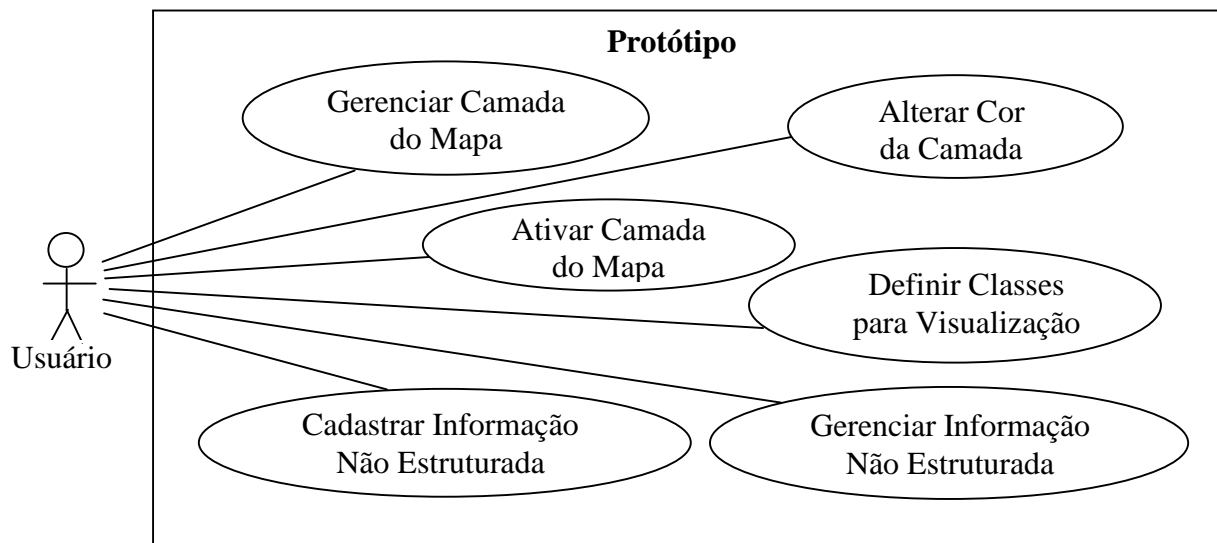 Protótipo
Gerenciar Camada
do Mapa
Alterar Cor
da Camada
Ativar Camada
do Mapa
Definir Classes
para Visualização
Usuário
Cadastrar Informação
Não Estruturada
Gerenciar Informação
Não Estruturada